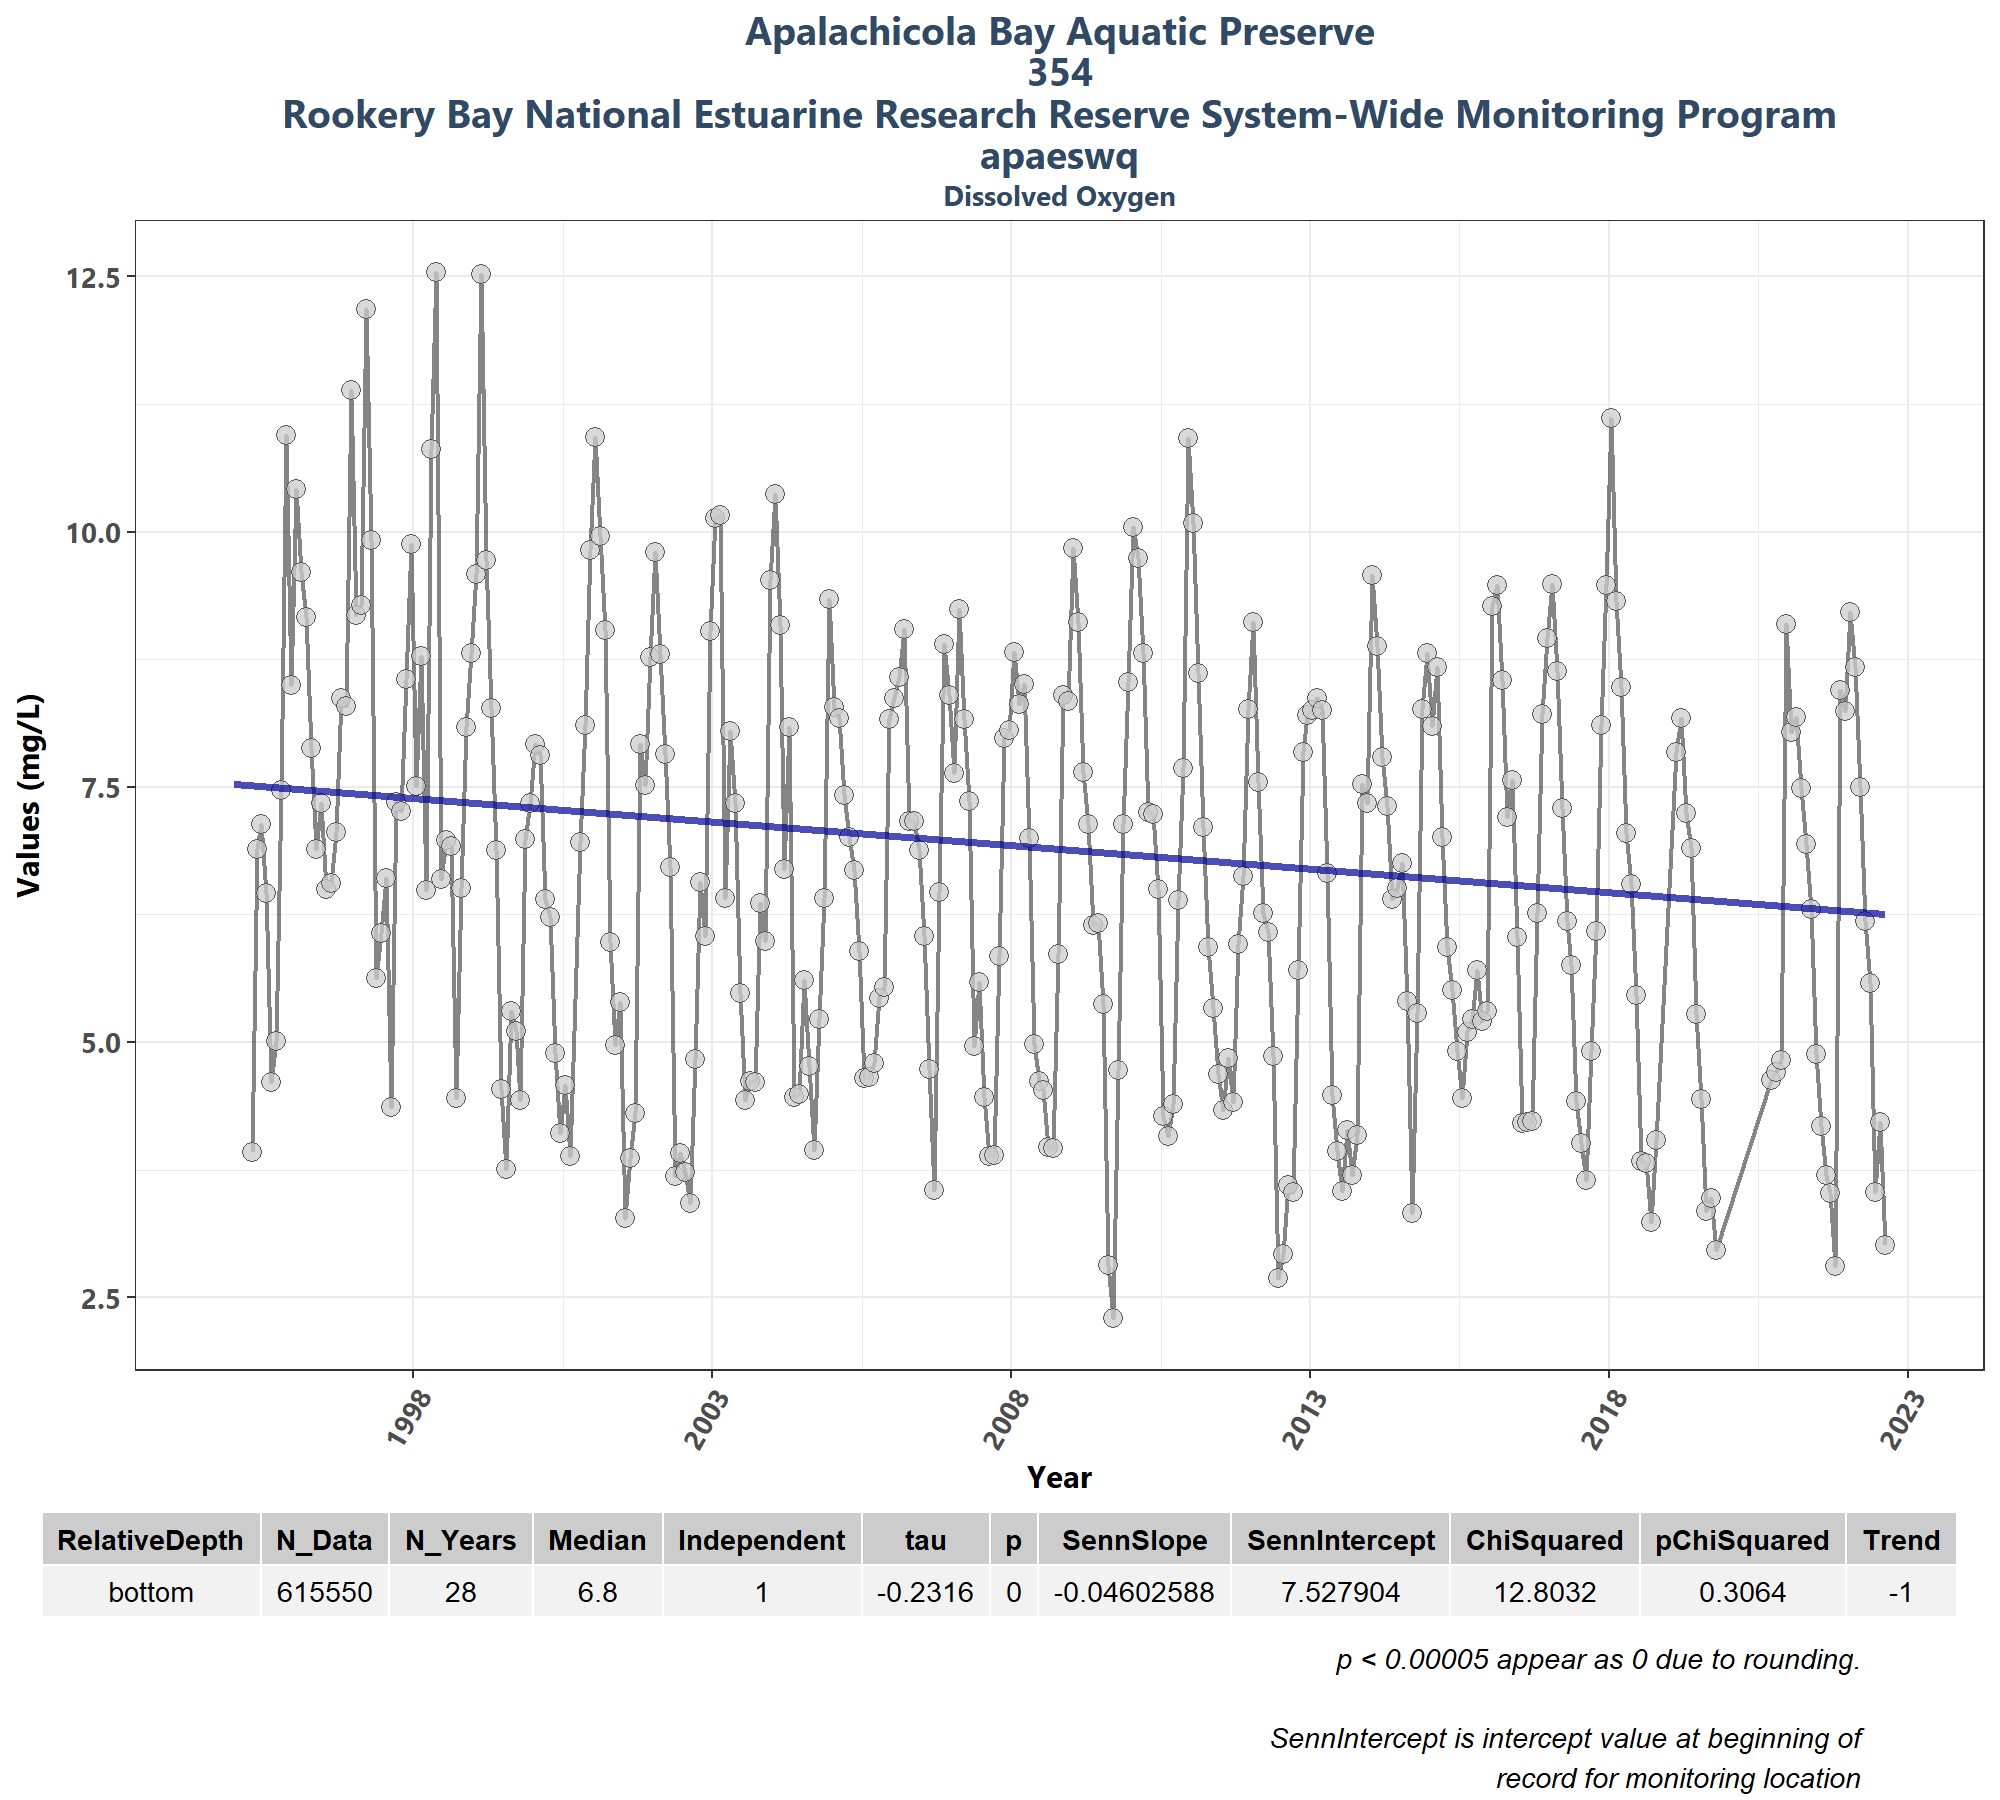 Apalachicola Bay Aquatic Preserve
354
Rookery Bay National Estuarine Research Reserve System-Wide Monitoring Program
apaeswq
Dissolved Oxygen
12.5
10.0
7.5
5.0
2.5
Values (mg/L)
1998 2003 2008 2013 2018 2023
Year
RelativeDepth N_Data N_Years Median Independent tau p SennSlope SennIntercept ChiSquared pChiSquared Trend
bottom 615550 28 6.8 1 -0.2316 0 -0.04602588 7.527904 12.8032 0.3064 -1
p < 0.00005 appear as 0 due to rounding.
SennIntercept is intercept value at beginning of
record for monitoring location